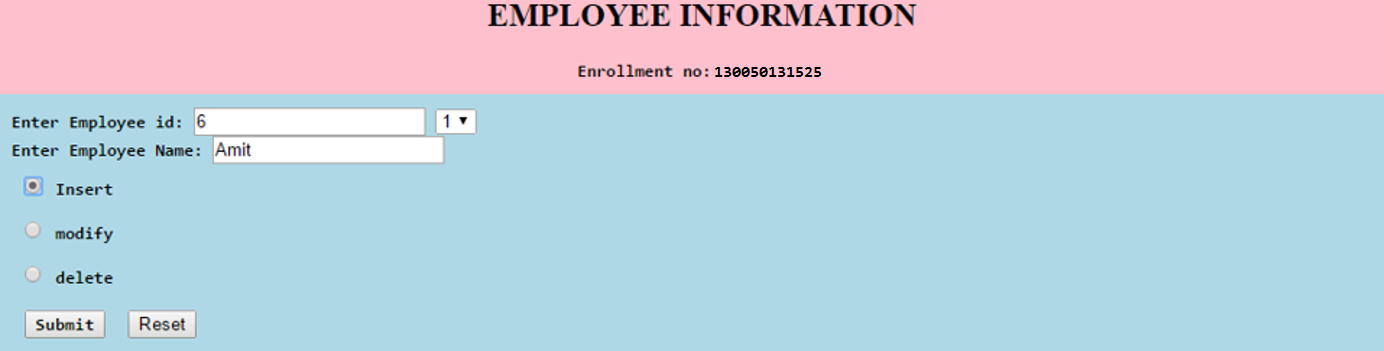 EMPLOYEE INFORMATION
Enrollment no: 130050131525
Enter Employee id: 6 1
Enter Employee Name: Amit
Insert
modify
delete
Submit Reset